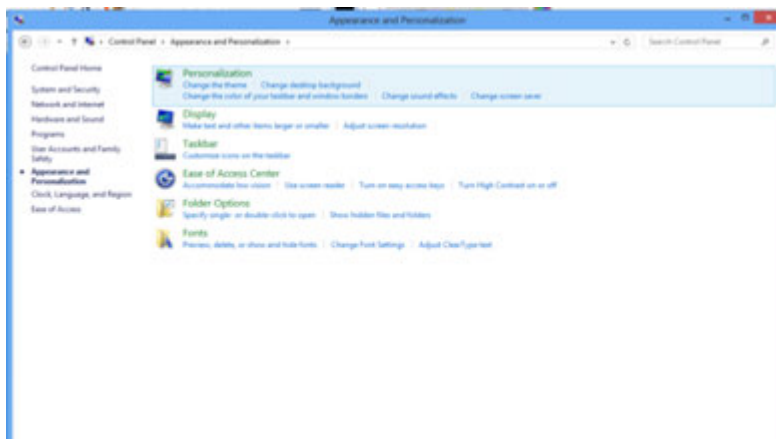 Appearance and Personalization
Control Panel › Appearance and Personalization ›
Search Control Panel
Control Panel Home
System and Security
Network and Internet
Hardware and Sound
Programs
User Accounts and Family
Safety
Appearance and
Personalization
Clock, Language, and Region
Ease of Access
Personalization
Change the theme
Change desktop background
Change the color of your taskbar and window borders
Change sound effects
Change screen saver
Display
Make text and other items larger or smaller
Adjust screen resolution
Taskbar
Customize icons on the taskbar
Ease of Access Center
Accommodate low vision
Use screen reader
Turn on easy access keys
Turn High Contrast on or off
Folder Options
Specify single- or double-click to open
Show hidden files and folders
Fonts
Preview, delete, or show and hide fonts
Change Font Settings
Adjust ClearType text